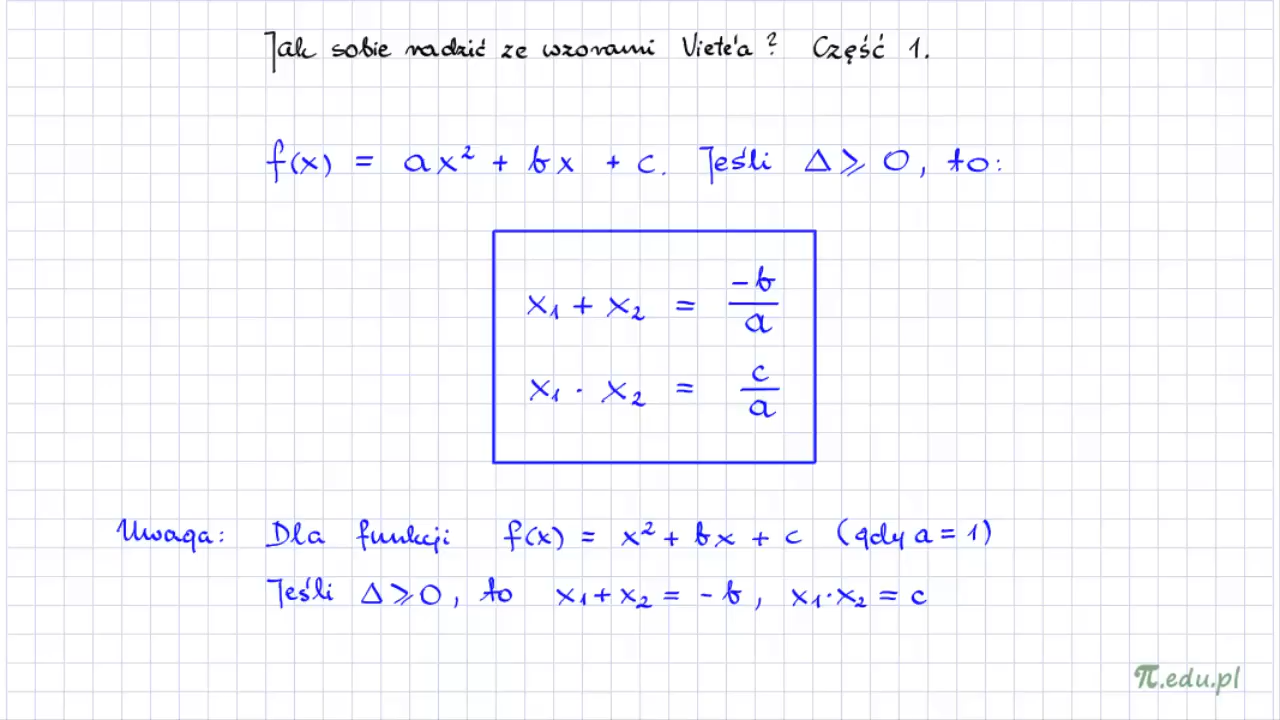 Jak sobie radzić ze wzorami Viete'a? Część 1.
f(x) = ax² + bx + c. Jeśli Δ ⩾ 0, to:
x₁ + x₂ = -b/a
x₁ · x₂ = c/a
Uwaga: Dla funkcji f(x) = x² + bx + c (gdy a = 1)
Jeśli Δ ⩾ 0, to x₁ + x₂ = -b, x₁·x₂ = c
π.edu.pl